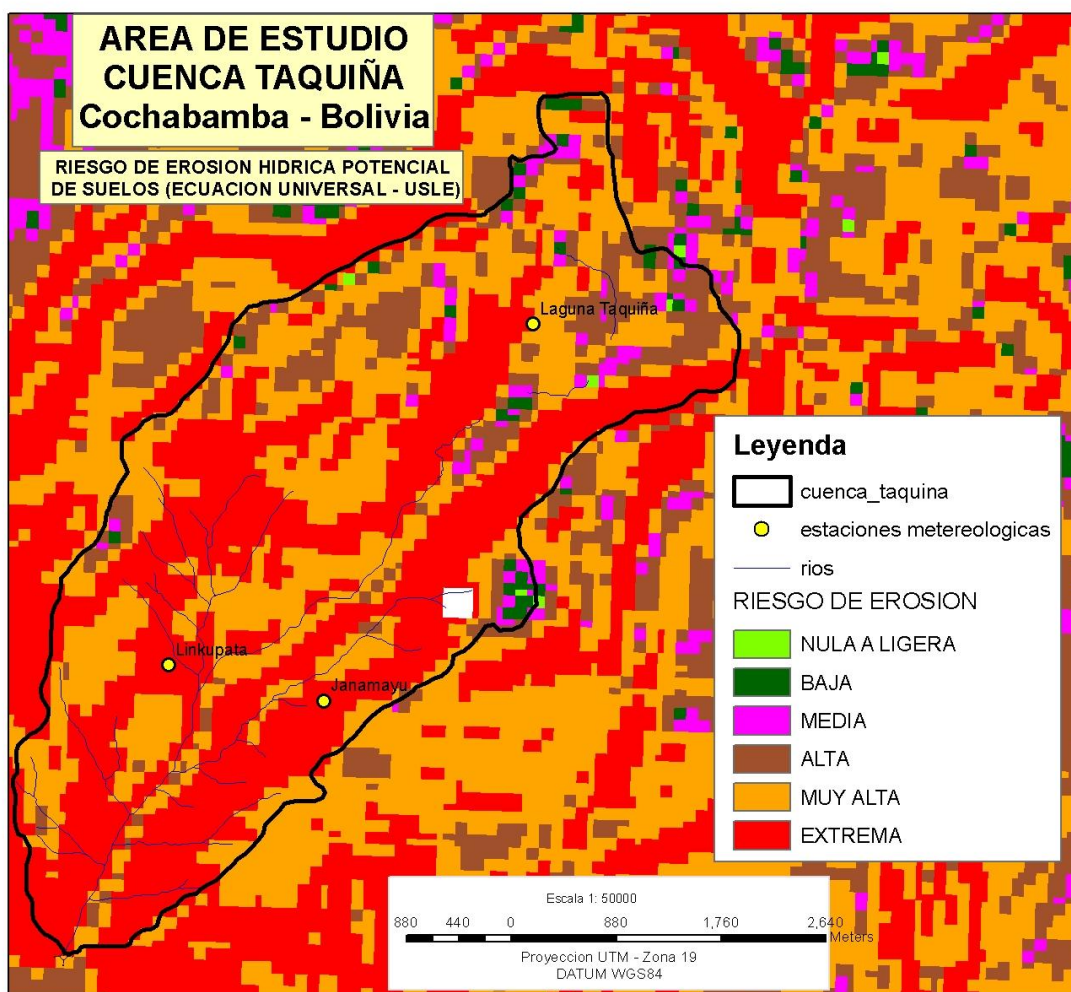 AREA DE ESTUDIO
CUENCA TAQUIÑA
Cochabamba - Bolivia
RIESGO DE EROSION HIDRICA POTENCIAL
DE SUELOS (ECUACION UNIVERSAL - USLE)
Laguna Taquiña
Linkupata
Janamayu
Leyenda
cuenca_taquina
estaciones metereologicas
rios
RIESGO DE EROSION
NULA A LIGERA
BAJA
MEDIA
ALTA
MUY ALTA
EXTREMA
Escala 1: 50000
880 440 0 880 1,760 2,640
Meters
Proyeccion UTM - Zona 19
DATUM WGS84